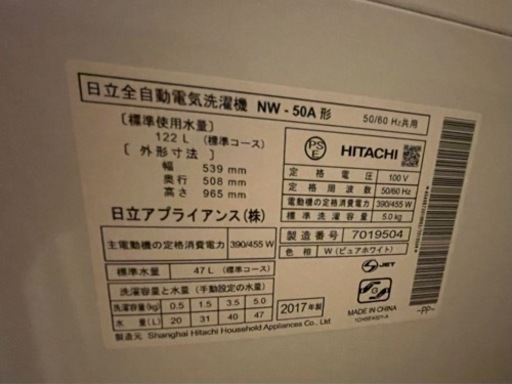 日立全自動電気洗濯機 NW - 50A 形 50/60 Hz共用
〔標準使用水量〕
122 L （標準コース）
〔 外 形 寸 法 〕
幅 539 mm
奥行 508 mm
高さ 965 mm
日立アプライアンス(株)
PS
E
HITACHI
定格電圧 100 V
定格周波数 50/60 Hz
電動機の定格消費電力 390/455 W
標準洗濯容量 5.0 kg
製造番号 7019504
色相 W (ピュアホワイト)
主電動機の定格消費電力 390/455 W
標準水量 47 L (標準コース)
洗濯容量と水量（手動設定の水量）
洗濯容量(kg) 0.5 1.5 3.5 5.0
水 量(L) 20 31 40 47
2017年製
JET
MADE IN CHINA
製造元 Shanghai Hitachi Household Appliances Co., Ltd.
-PP-